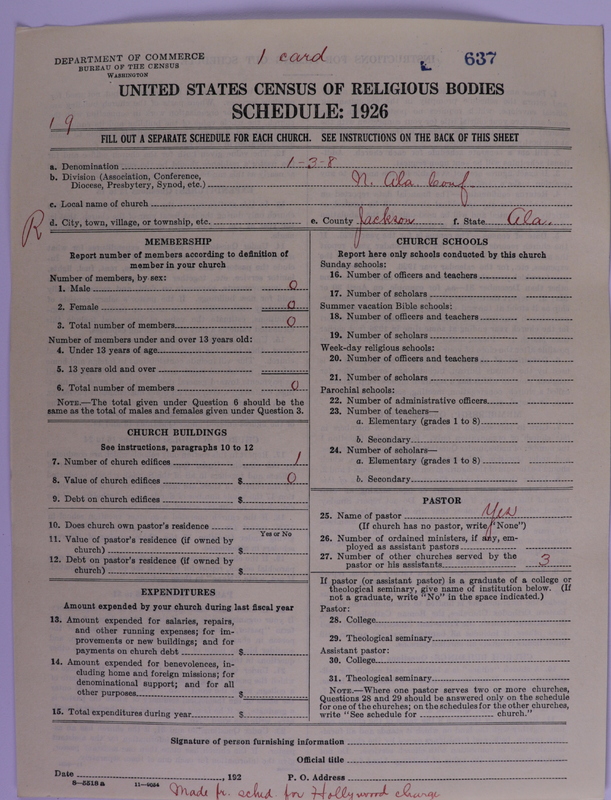 DEPARTMENT OF COMMERCE
BUREAU OF THE CENSUS
WASHINGTON
1 card
637
UNITED STATES CENSUS OF RELIGIOUS BODIES
SCHEDULE: 1926
19
FILL OUT A SEPARATE SCHEDULE FOR EACH CHURCH. SEE INSTRUCTIONS ON THE BACK OF THIS SHEET
a. Denomination 1-3-8
b. Division (Association, Conference,
Diocese, Presbytery, Synod, etc.) N. Ala. Conf
c. Local name of church
R
d. City, town, village, or township, etc. e. County Jackson f. State Ala.
MEMBERSHIP
Report number of members according to definition of
member in your church
Number of members, by sex:
1. Male 0
2. Female 0
3. Total number of members 0
Number of members under and over 13 years old:
4. Under 13 years of age
5. 13 years old and over
6. Total number of members 0
NOTE.—The total given under Question 6 should be
same as the total of males and females given under Question 3.
CHURCH BUILDINGS
See instructions, paragraphs 10 to 12
7. Number of church edifices 1
8. Value of church edifices $ 0
9. Debt on church edifices $
10. Does church own pastor's residence
Yes or No
11. Value of pastor's residence (if owned by
church) $
12. Debt on pastor's residence (if owned by
church) $
EXPENDITURES
Amount expended by your church during last fiscal year
13. Amount expended for salaries, repairs,
and other running expenses; for im-
provements or new buildings; and for
payments on church debt $
14. Amount expended for benevolences, in-
cluding home and foreign missions; for
denominational support; and for all
other purposes $
15. Total expenditures during year $
CHURCH SCHOOLS
Report here only schools conducted by this church
Sunday schools:
16. Number of officers and teachers
17. Number of scholars
Summer vacation Bible schools:
18. Number of officers and teachers
19. Number of scholars
Week-day religious schools:
20. Number of officers and teachers
21. Number of scholars
Parochial schools:
22. Number of administrative officers
23. Number of teachers—
a. Elementary (grades 1 to 8)
b. Secondary
24. Number of scholars—
a. Elementary (grades 1 to 8)
b. Secondary
PASTOR
25. Name of pastor Yes
(If church has no pastor, write "None")
26. Number of ordained ministers, if any, em-
ployed as assistant pastors
27. Number of other churches served by the
pastor or his assistants 3
If pastor (or assistant pastor) is a graduate of a college or
theological seminary, give name of institution below. (If
not a graduate, write "No" in the space indicated.)
Pastor:
28. College
29. Theological seminary
Assistant pastor:
30. College
31. Theological seminary
NOTE.—Where one pastor serves two or more churches,
Questions 28 and 29 should be answered only on the schedule
for one of the churches; on the schedules for the other churches,
write "See schedule for church."
Signature of person furnishing information
Official title
Date , 192 P. O. Address
8—5518a 11—9024
Made fr. sched. for Hollywood charge